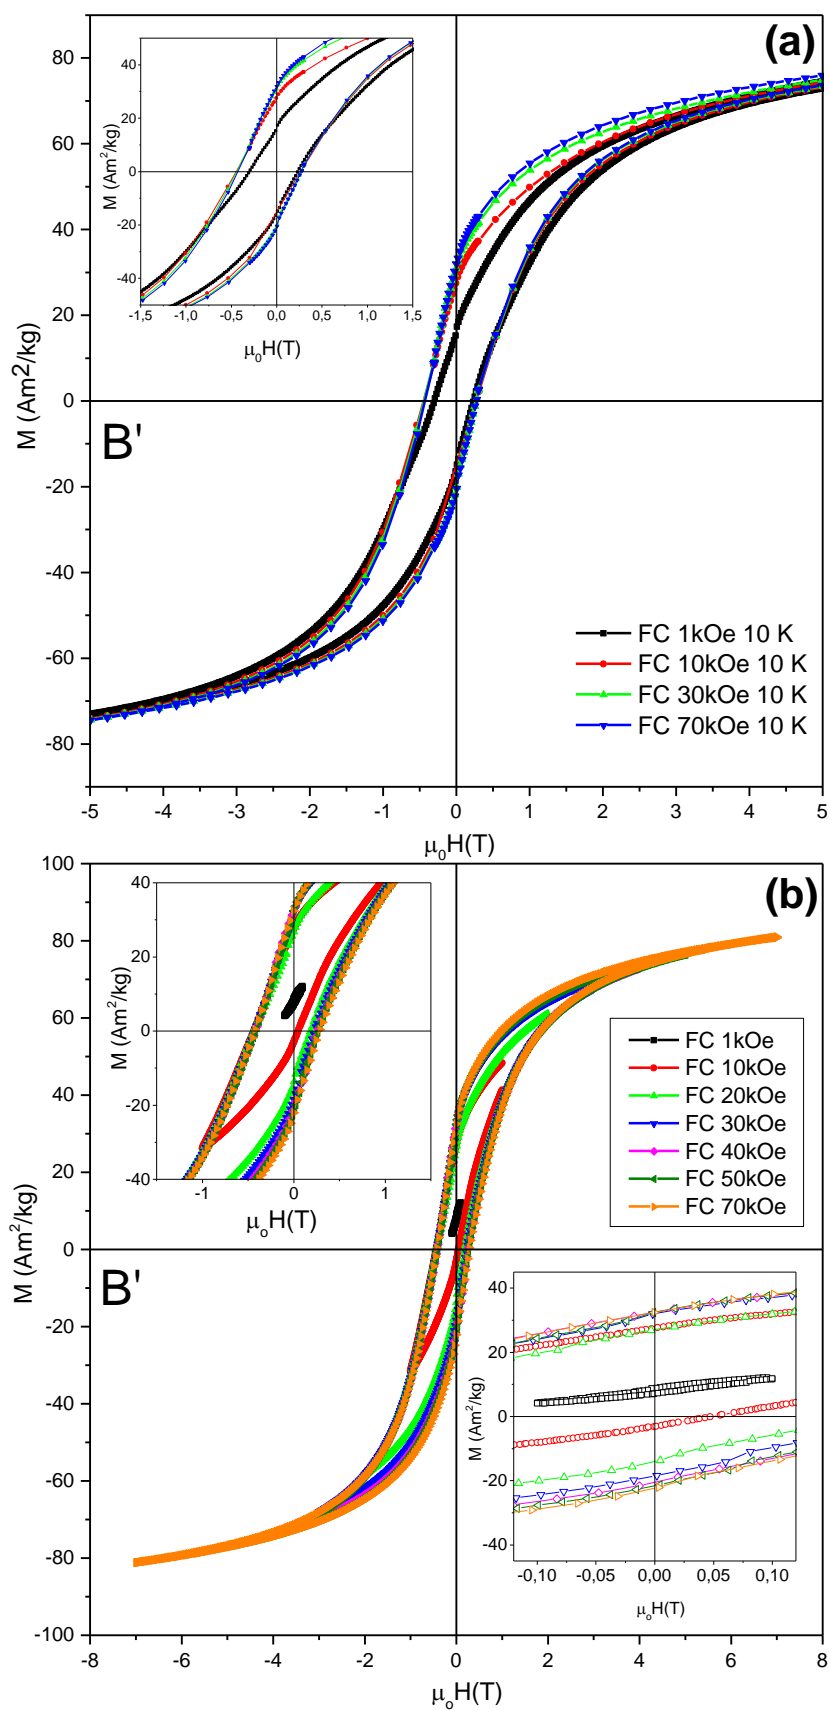 (a)
M (Am2/kg)
80
60
40
20
0
-20
-40
-60
-80
-5
-4
-3
-2
-1
0
1
2
3
4
5
μ0H(T)
B'
M (Am²/kg)
40
20
0
-20
-40
-1,5
-1,0
-0,5
0,0
0,5
1,0
1,5
μ0H(T)
FC 1kOe 10 K
FC 10kOe 10 K
FC 30kOe 10 K
FC 70kOe 10 K
(b)
M (Am²/kg)
100
80
60
40
20
0
-20
-40
-60
-80
-100
-8
-6
-4
-2
0
2
4
6
8
μoH(T)
B'
M (Am²/kg)
40
20
0
-20
-40
-1
0
1
μoH(T)
FC 1kOe
FC 10kOe
FC 20kOe
FC 30kOe
FC 40kOe
FC 50kOe
FC 70kOe
M (Am²/kg)
40
20
0
-20
-40
-0,10
-0,05
0,00
0,05
0,10
μoH(T)